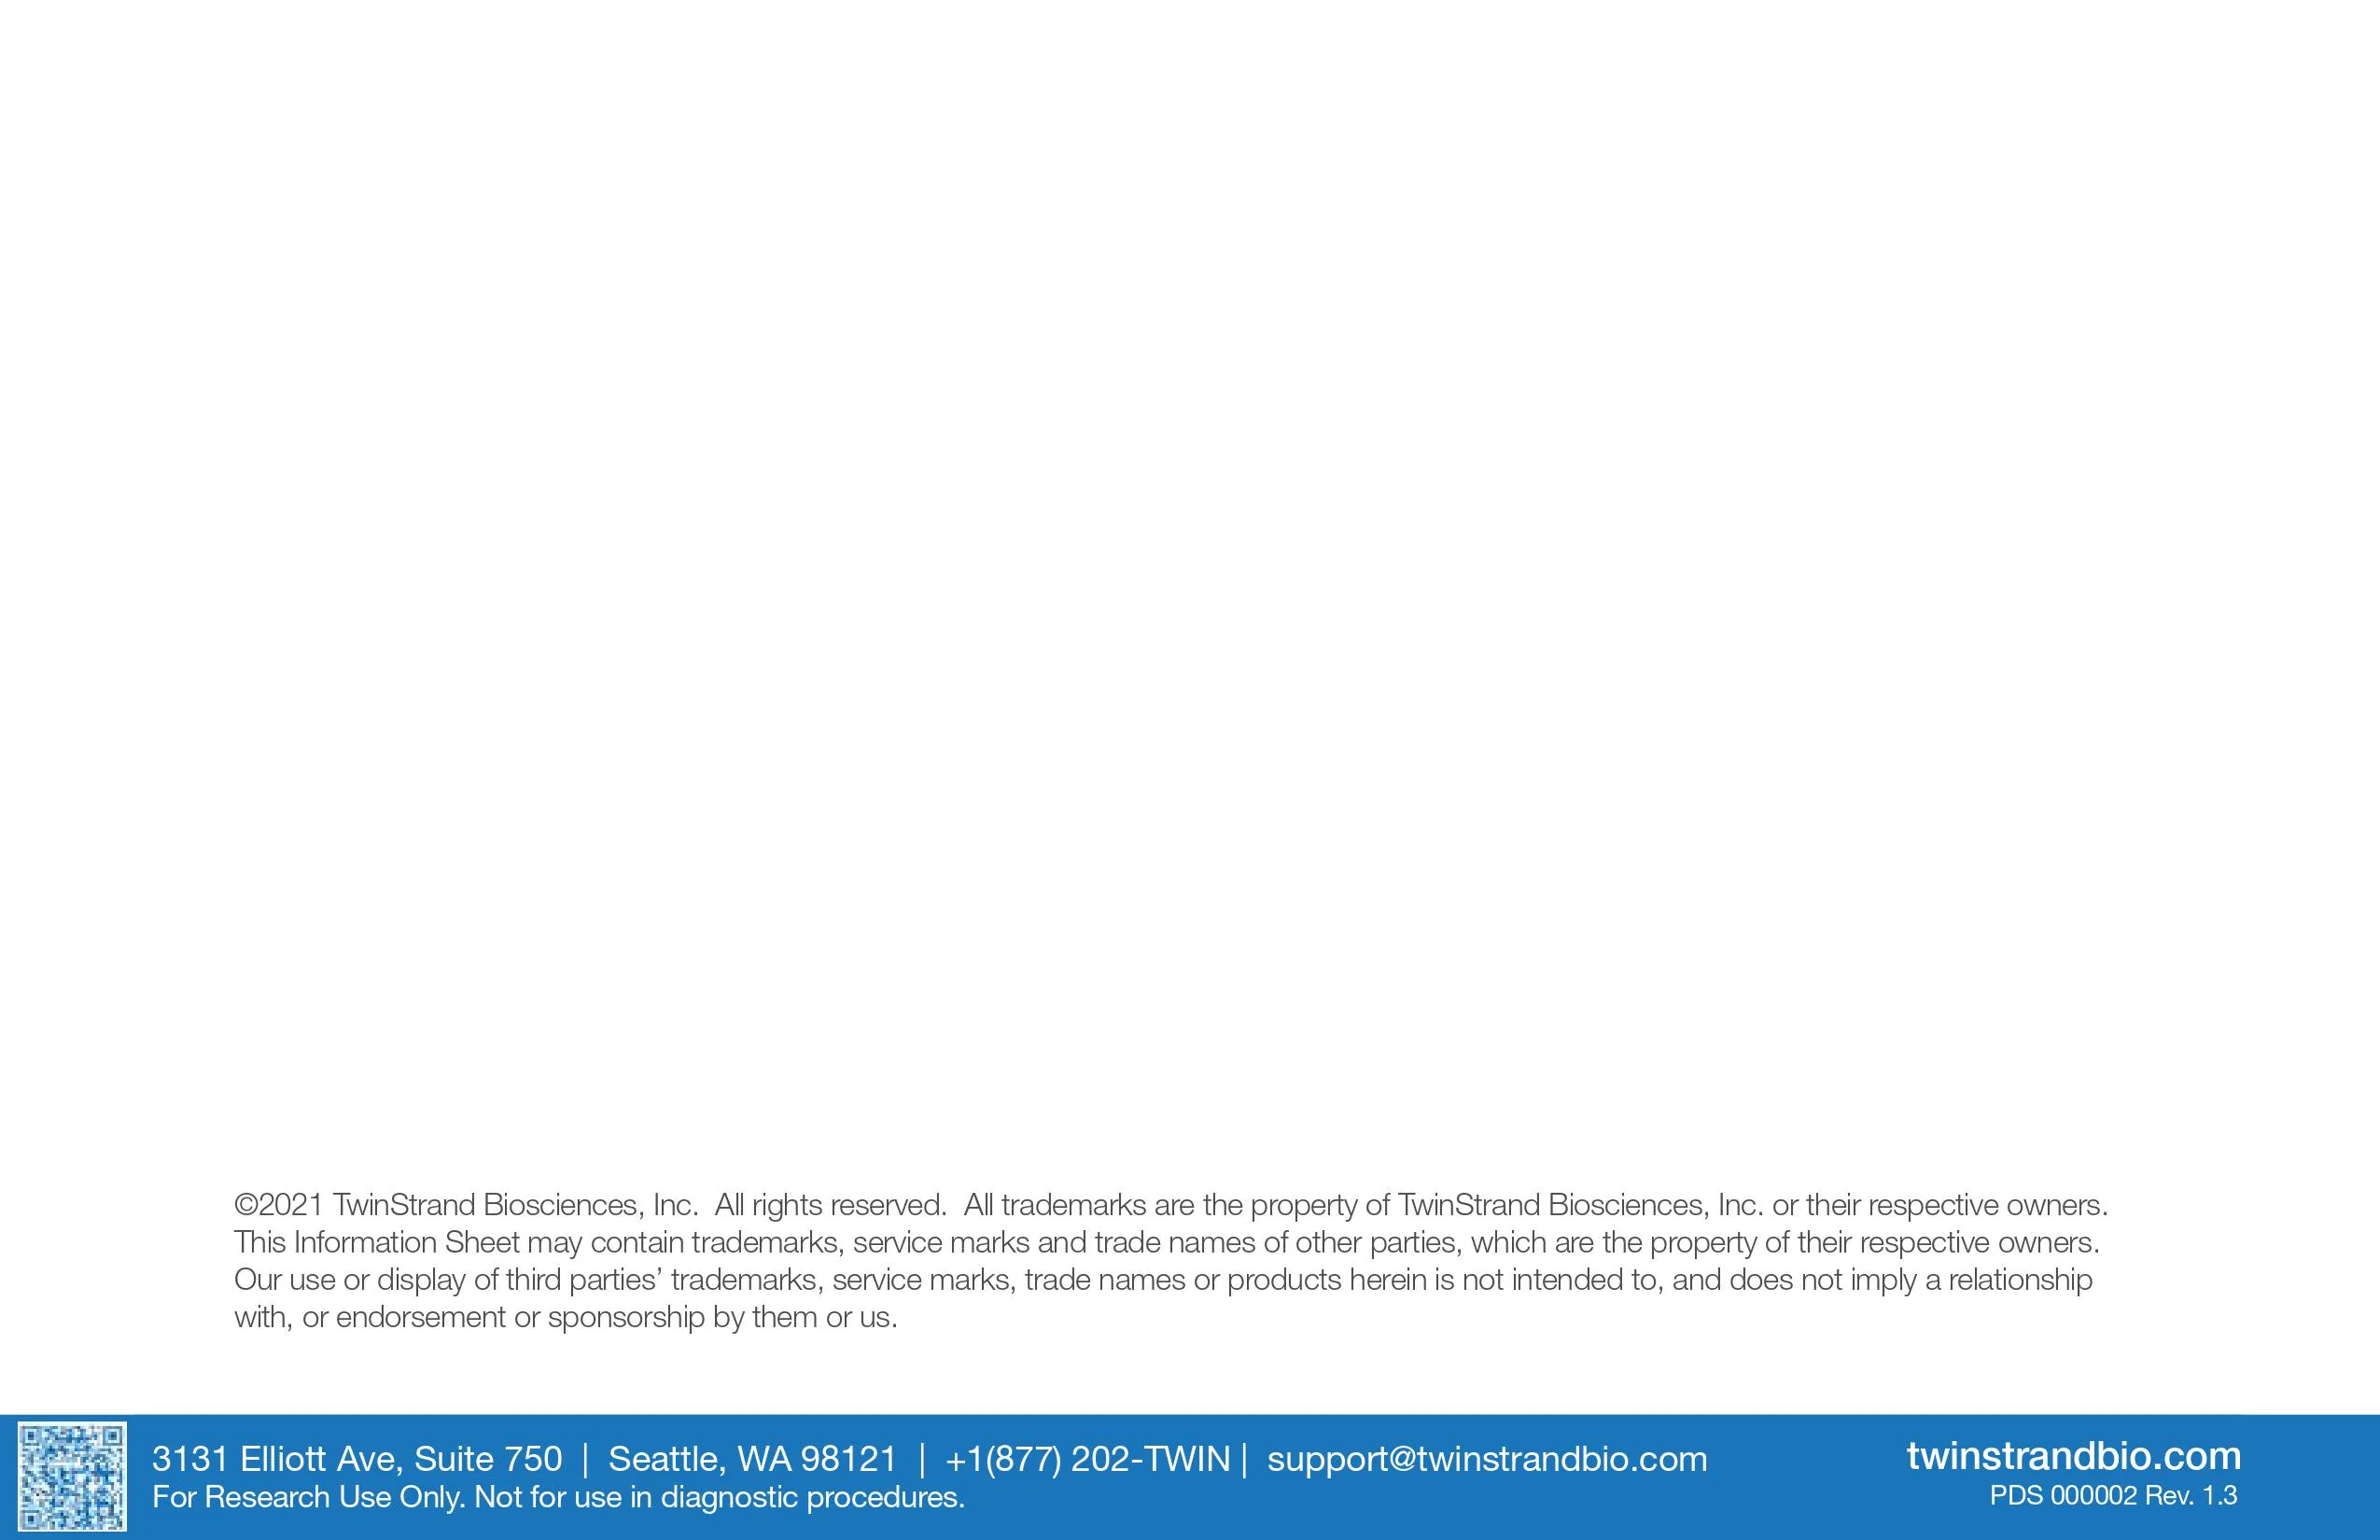 ©2021 TwinStrand Biosciences, Inc.  All rights reserved.  All trademarks are the property of TwinStrand Biosciences, Inc. or their respective owners.
This Information Sheet may contain trademarks, service marks and trade names of other parties, which are the property of their respective owners.
Our use or display of third parties’ trademarks, service marks, trade names or products herein is not intended to, and does not imply a relationship
with, or endorsement or sponsorship by them or us.
3131 Elliott Ave, Suite 750 | Seattle, WA 98121 | +1(877) 202-TWIN | support@twinstrandbio.com
For Research Use Only. Not for use in diagnostic procedures.
twinstrandbio.com
PDS 000002 Rev. 1.3